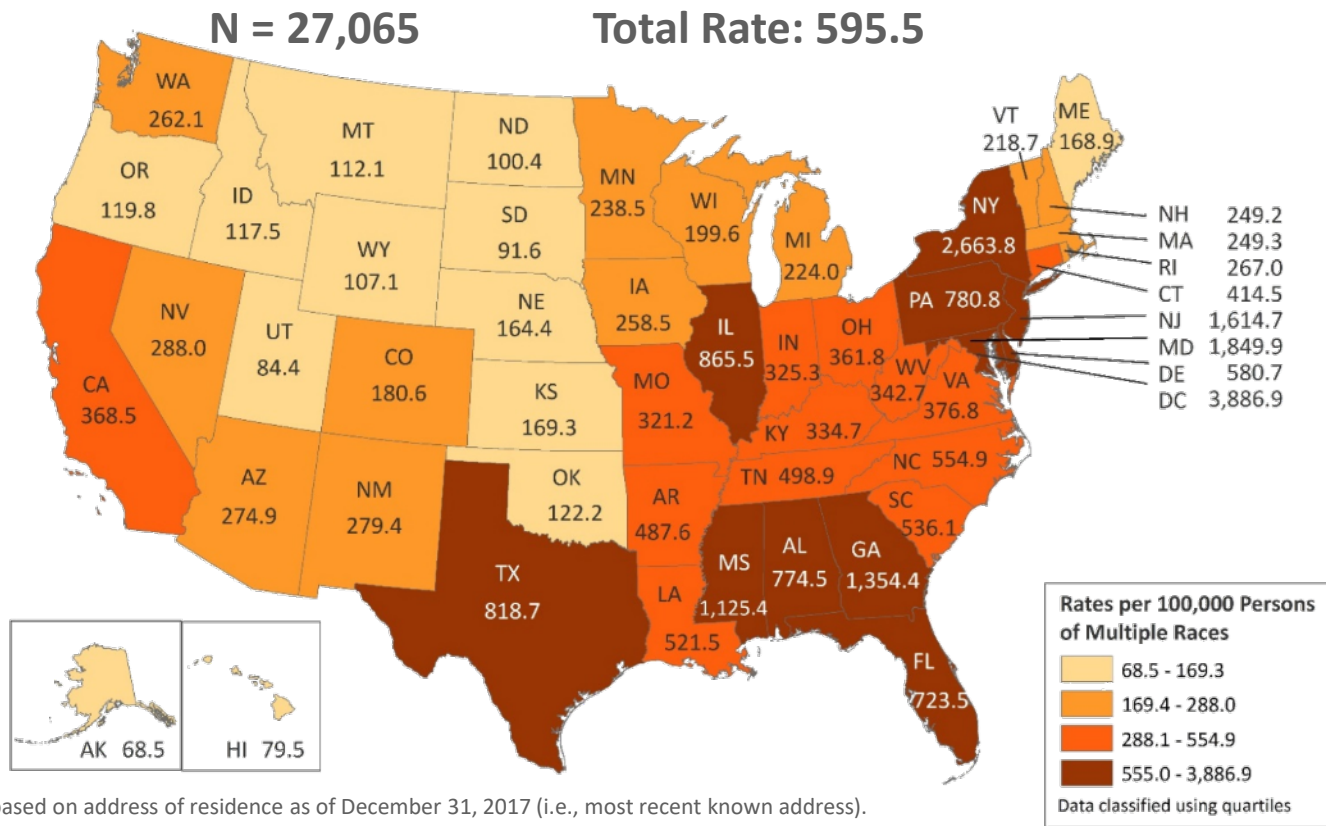 N = 27,065 Total Rate: 595.5
WA
262.1
OR
119.8
ID
117.5
MT
112.1
ND
100.4
SD
91.6
WY
107.1
NE
164.4
MN
238.5
WI
199.6
MI
224.0
IA
258.5
VT
218.7
ME
168.9
NY
2,663.8
NH 249.2
MA 249.3
RI 267.0
CT 414.5
NJ 1,614.7
MD 1,849.9
DE 580.7
DC 3,886.9
PA 780.8
NV
288.0
UT
84.4
CO
180.6
CA
368.5
KS
169.3
MO
321.2
IL
865.5
IN
325.3
OH
361.8
WV
342.7
VA
376.8
KY 334.7
AZ
274.9
NM
279.4
OK
122.2
AR
487.6
TN 498.9
NC 554.9
SC
536.1
TX
818.7
LA
521.5
MS
1,125.4
AL
774.5
GA
1,354.4
FL
723.5
AK 68.5
HI 79.5
Rates per 100,000 Persons
of Multiple Races
68.5 - 169.3
169.4 - 288.0
288.1 - 554.9
555.0 - 3,886.9
Data classified using quartiles
based on address of residence as of December 31, 2017 (i.e., most recent known address).